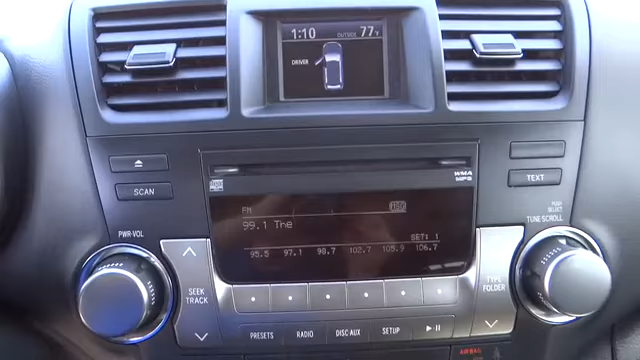 1:10 OUTSIDE 77°F
DRIVER
SCAN
WMA
MP3
TEXT
PUSH
SELECT
TUNE·SCROLL
PWR·VOL
FM
99.1 The
SET: 1
95.5 97.1 98.7 102.7 105.9 106.7
SEEK
TRACK
TYPE
FOLDER
PRESETS RADIO DISC·AUX SETUP
AIRBAG